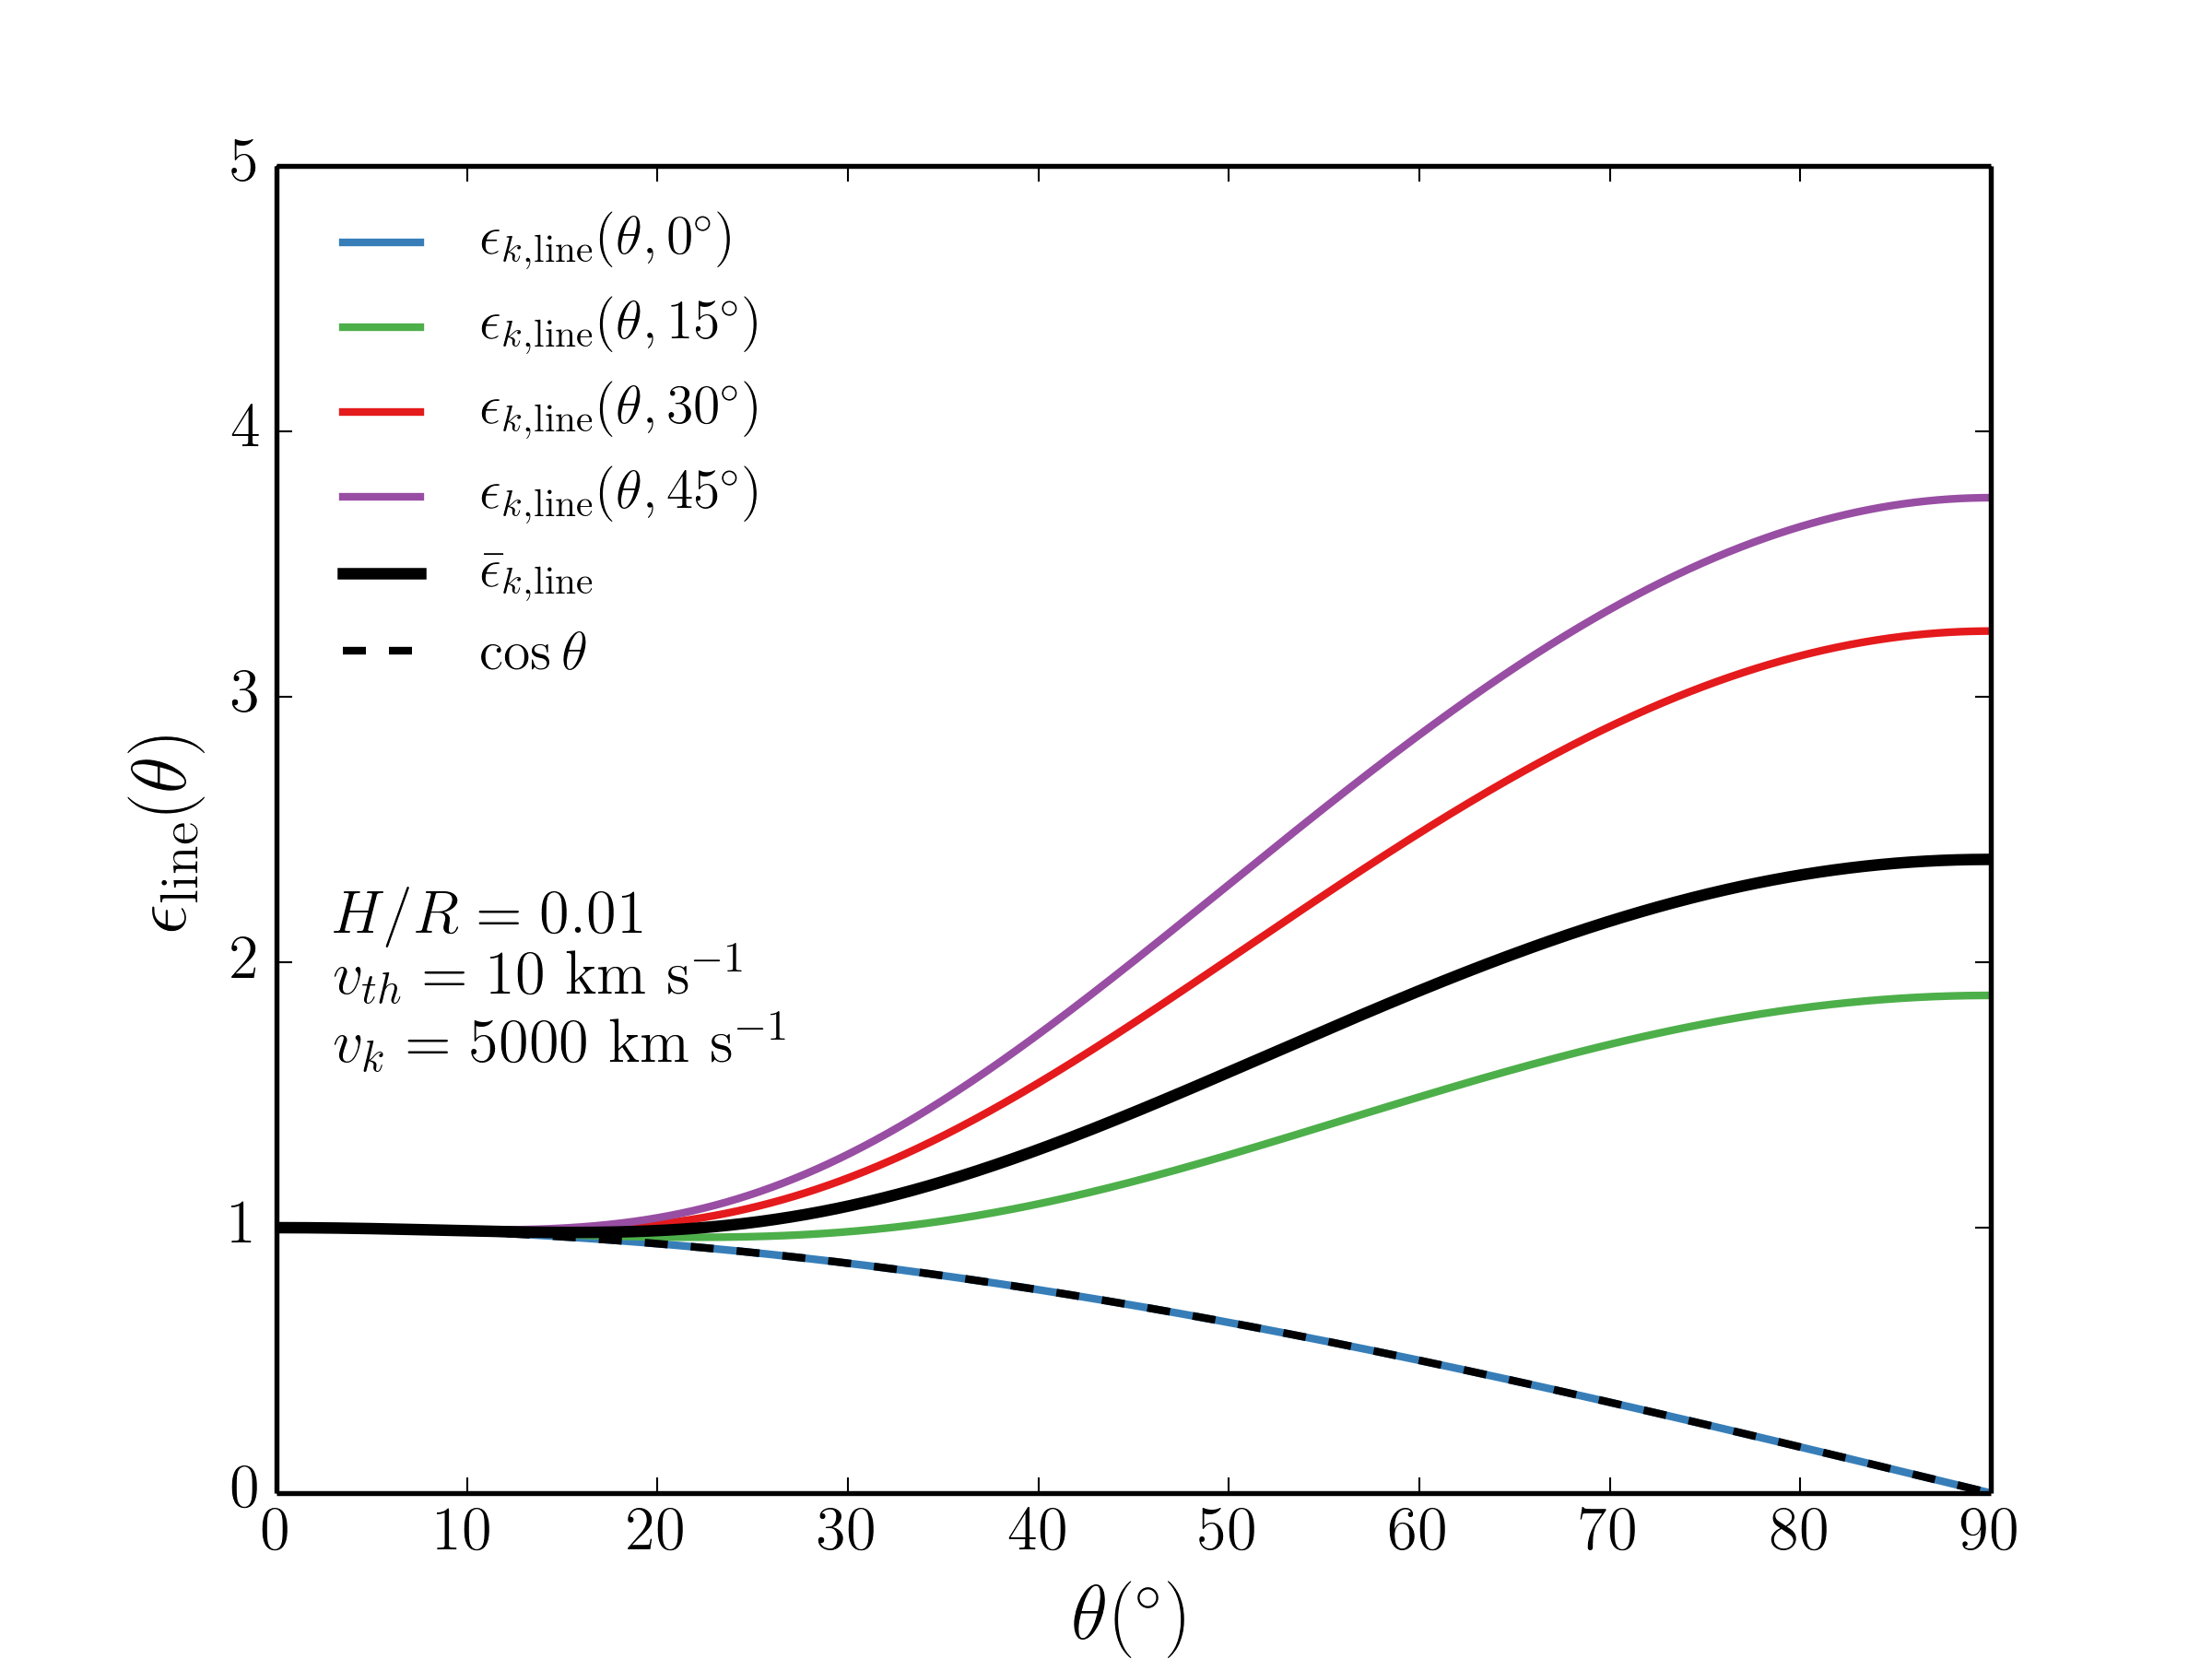 5
4
3
2
1
0
ϵline(θ)
ϵk,line(θ, 0°)
ϵk,line(θ, 15°)
ϵk,line(θ, 30°)
ϵk,line(θ, 45°)
ϵ̄k,line
cos θ
H/R = 0.01
vth = 10 km s⁻¹
vk = 5000 km s⁻¹
0 10 20 30 40 50 60 70 80 90
θ(°)